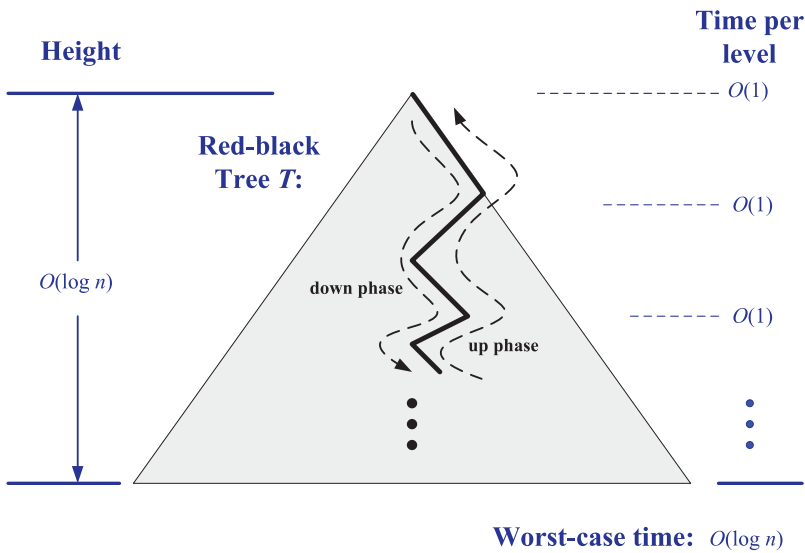 Height
Time per
level
O(1)
Red-black
Tree T:
O(1)
O(log n)
down phase
O(1)
up phase
Worst-case time: O(log n)